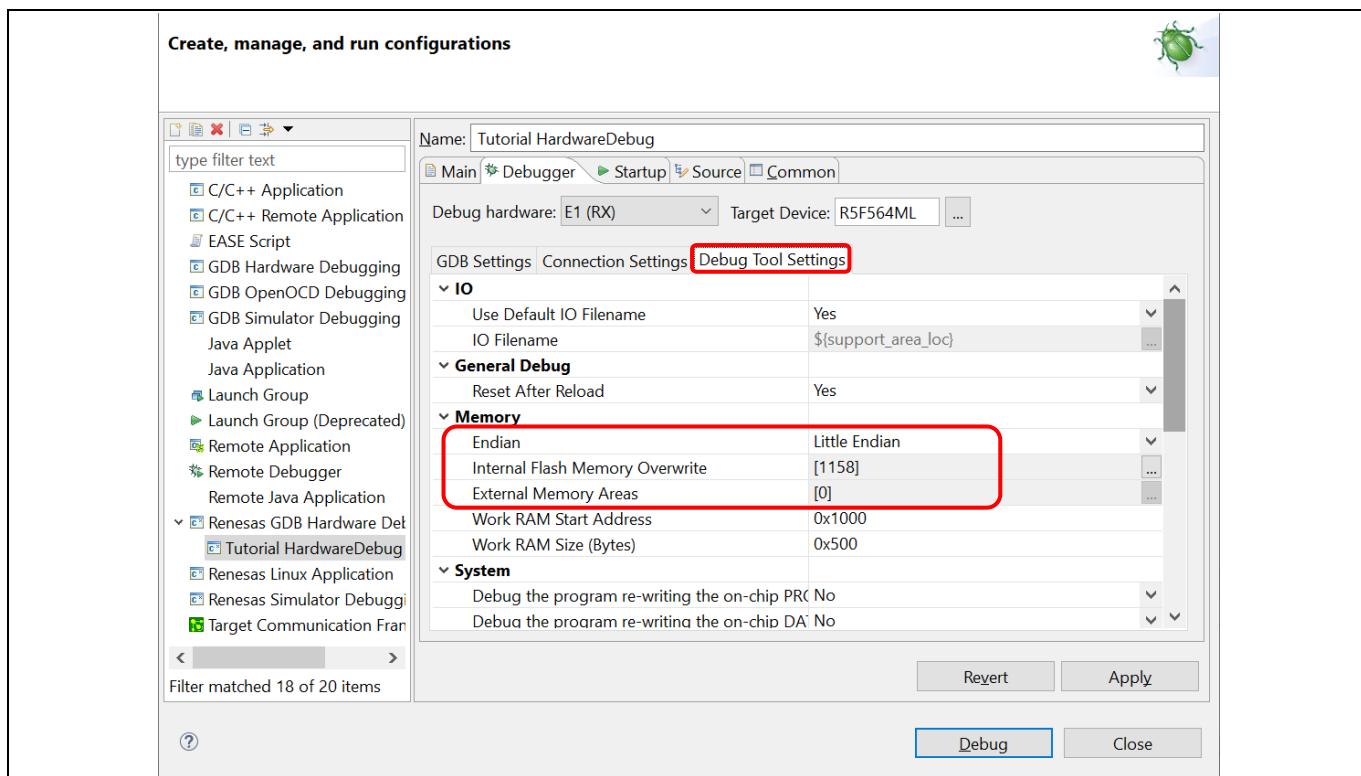 Create, manage, and run configurations
type filter text
C/C++ Application
C/C++ Remote Application
EASE Script
GDB Hardware Debugging
GDB OpenOCD Debugging
GDB Simulator Debugging
Java Applet
Java Application
Launch Group
Launch Group (Deprecated)
Remote Application
Remote Debugger
Remote Java Application
Renesas GDB Hardware Deb
Tutorial HardwareDebug
Renesas Linux Application
Renesas Simulator Debuggi
Target Communication Fran
Filter matched 18 of 20 items
Name: Tutorial HardwareDebug
Main Debugger Startup Source Common
Debug hardware: E1 (RX) Target Device: R5F564ML ...
GDB Settings Connection Settings Debug Tool Settings
IO
Use Default IO Filename Yes
IO Filename ${support_area_loc} ...
General Debug
Reset After Reload Yes
Memory
Endian Little Endian
Internal Flash Memory Overwrite [1158] ...
External Memory Areas [0] ...
Work RAM Start Address 0x1000
Work RAM Size (Bytes) 0x500
System
Debug the program re-writing the on-chip PR( No
Debug the program re-writing the on-chip DA No
Revert Apply
? Debug Close